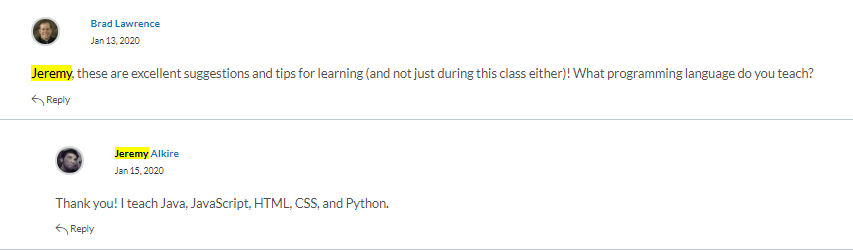 Brad Lawrence
Jan 13, 2020
Jeremy, these are excellent suggestions and tips for learning (and not just during this class either)! What programming language do you teach?
Reply
Jeremy Alkire
Jan 15, 2020
Thank you! I teach Java, JavaScript, HTML, CSS, and Python.
Reply